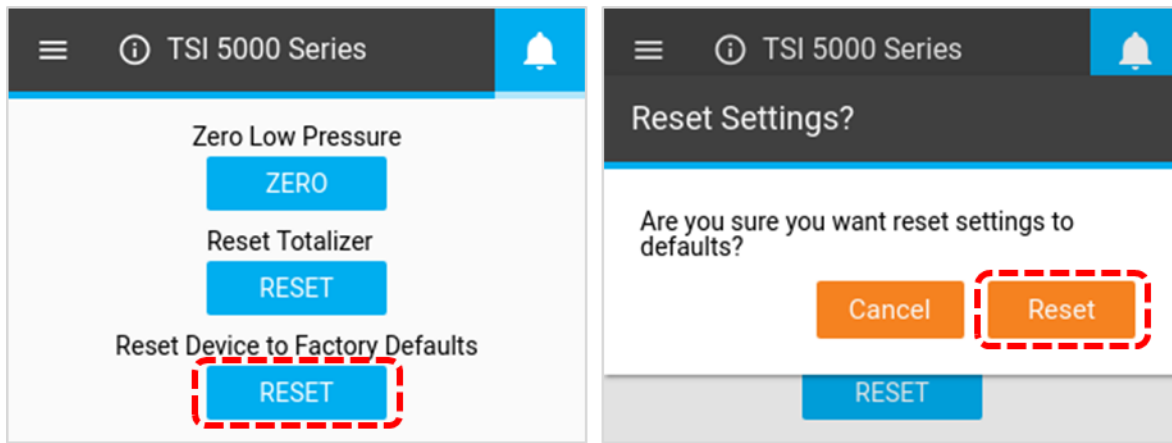 TSI 5000 Series
Zero Low Pressure
ZERO
Reset Totalizer
RESET
Reset Device to Factory Defaults
RESET
TSI 5000 Series
Reset Settings?
Are you sure you want reset settings to
defaults?
Cancel Reset
RESET